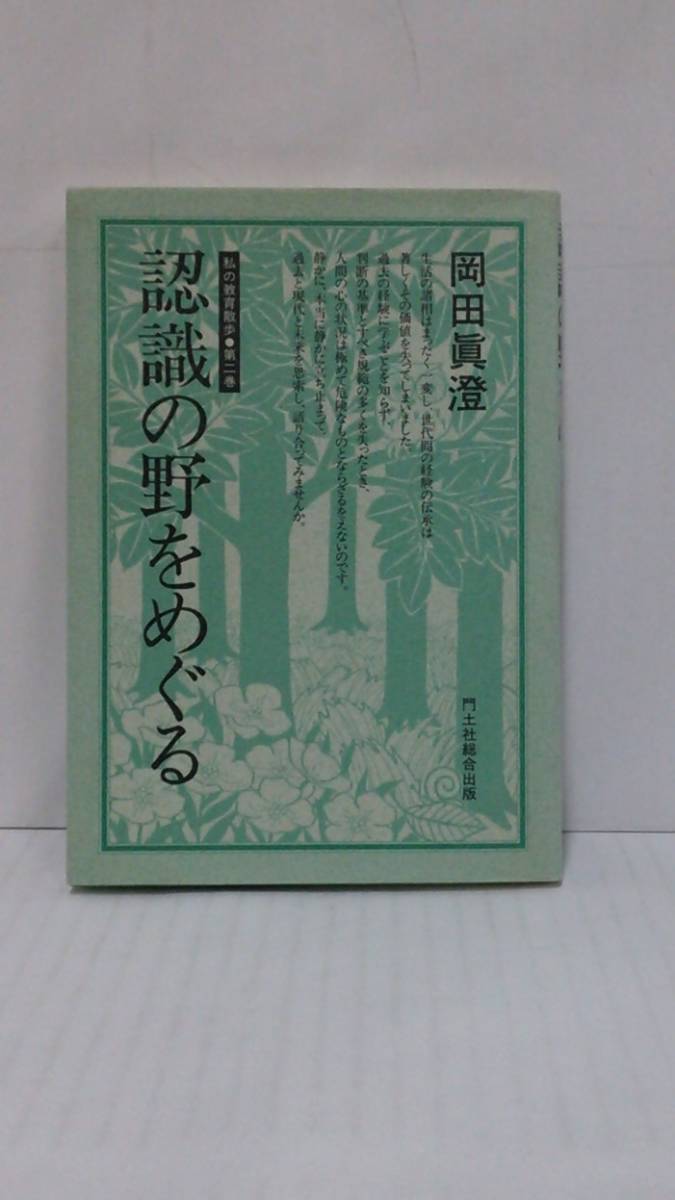 岡田眞澄
生活の諸相はまったく一変し、世代間の経験の伝承は
著しくその価値を失ってしまいました。
過去の経験に学ぶことを知らず、
判断の基準とすべき規範の多くを失ったとき、
人間の心の状況は極めて危険なものとならざるをえないのです。
静かに、本当に静かに立ち止まって、
過去と現代と未来を思索し、語り合ってみませんか。
私の教育散歩●第二巻
認識の野をめぐる
門土社総合出版